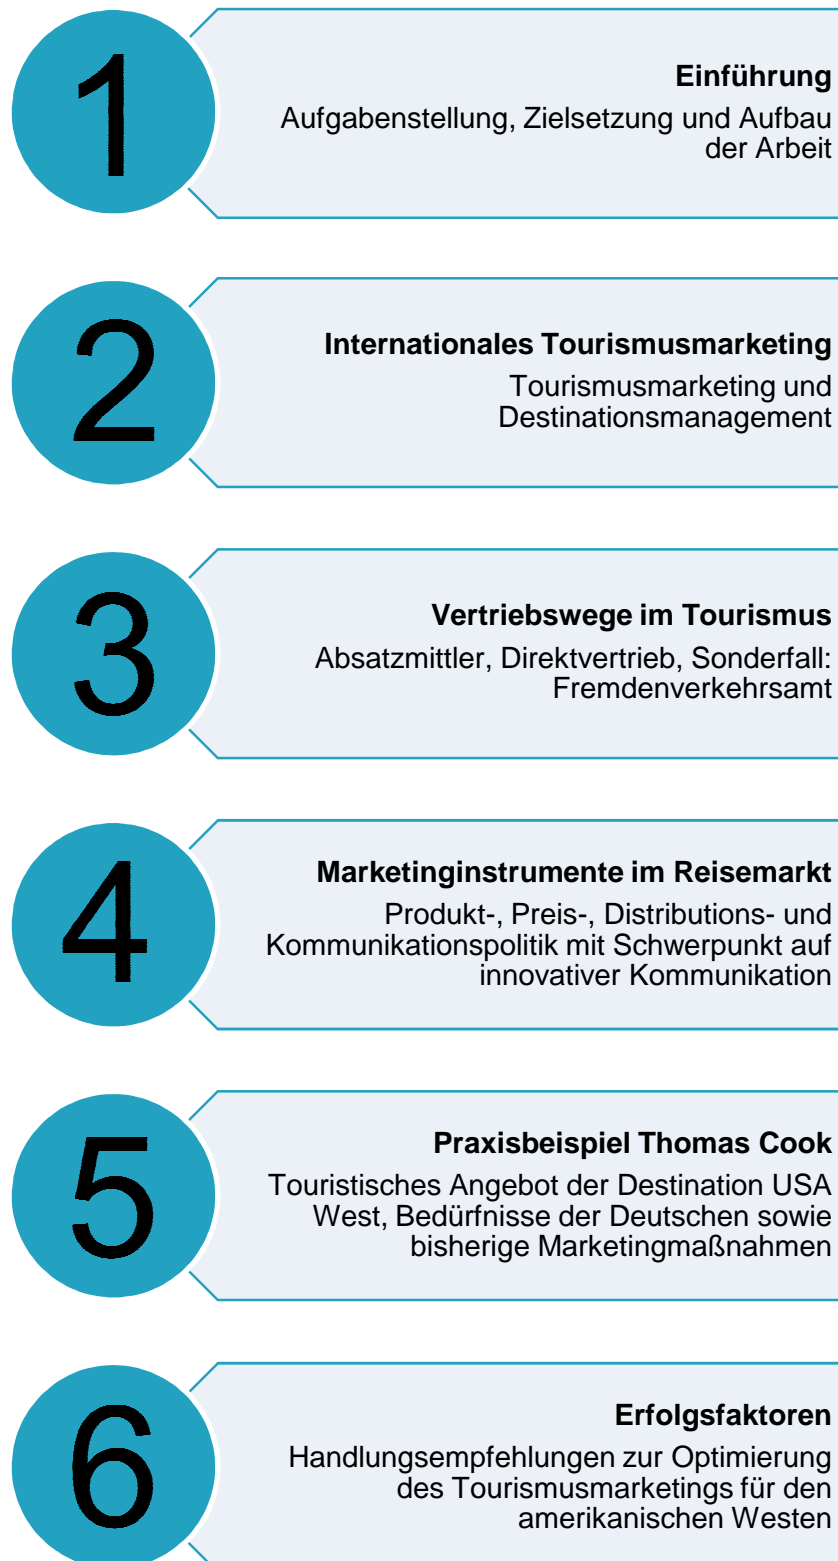 1
Einführung
Aufgabenstellung, Zielsetzung und Aufbau
der Arbeit
2
Internationales Tourismusmarketing
Tourismusmarketing und
Destinationsmanagement
3
Vertriebswege im Tourismus
Absatzmittler, Direktvertrieb, Sonderfall:
Fremdenverkehrsamt
4
Marketinginstrumente im Reisemarkt
Produkt-, Preis-, Distributions- und
Kommunikationspolitik mit Schwerpunkt auf
innovativer Kommunikation
5
Praxisbeispiel Thomas Cook
Touristisches Angebot der Destination USA
West, Bedürfnisse der Deutschen sowie
bisherige Marketingmaßnahmen
6
Erfolgsfaktoren
Handlungsempfehlungen zur Optimierung
des Tourismusmarketings für den
amerikanischen Westen